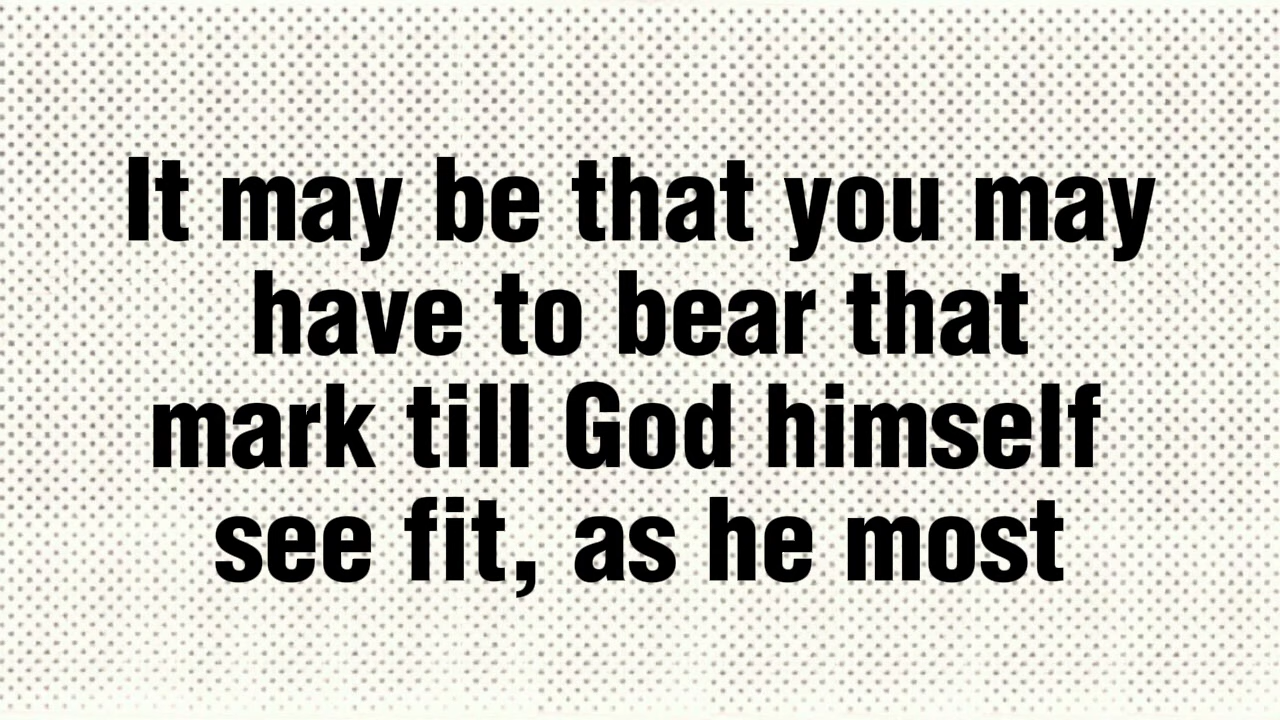 It may be that you may
have to bear that
mark till God himself
see fit, as he most